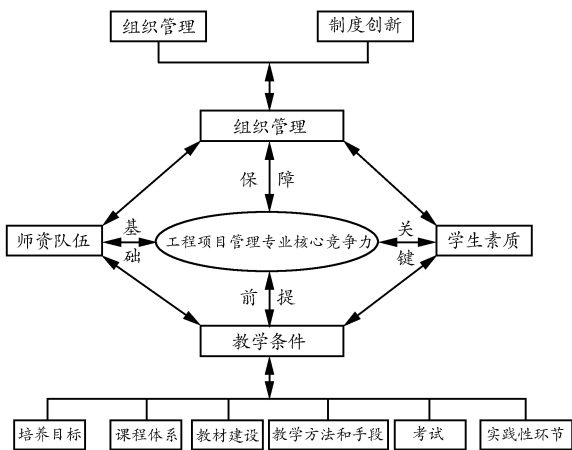 组织管理
制度创新
组织管理
保 障
师资队伍
基
础
工程项目管理专业核心竞争力
关
键
学生素质
前 提
教学条件
培养目标
课程体系
教材建设
教学方法和手段
考试
实践性环节